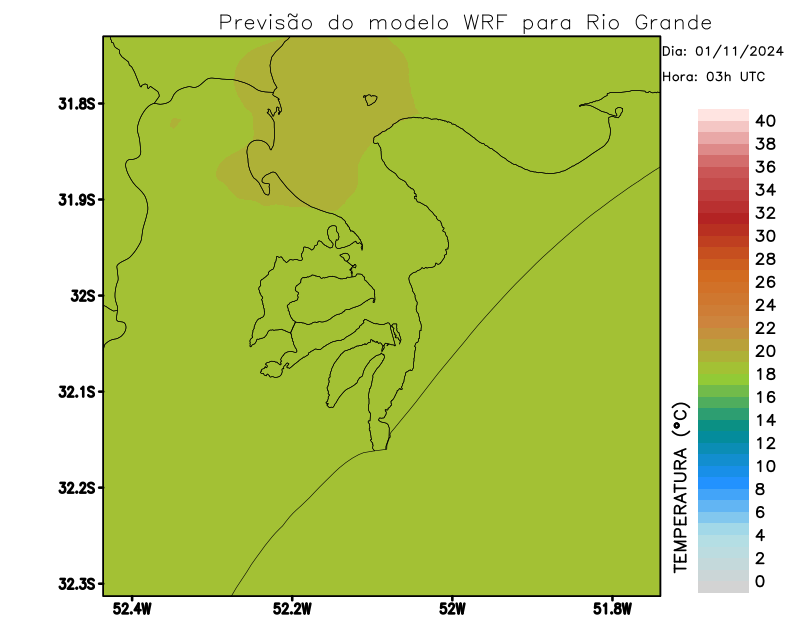 Previsão do modelo WRF para Rio Grande
Dia: 01/11/2024
Hora: 03h UTC
31.8S
31.9S
32S
32.1S
32.2S
32.3S
52.4W
52.2W
52W
51.8W
TEMPERATURA (°C)
40
38
36
34
32
30
28
26
24
22
20
18
16
14
12
10
8
6
4
2
0